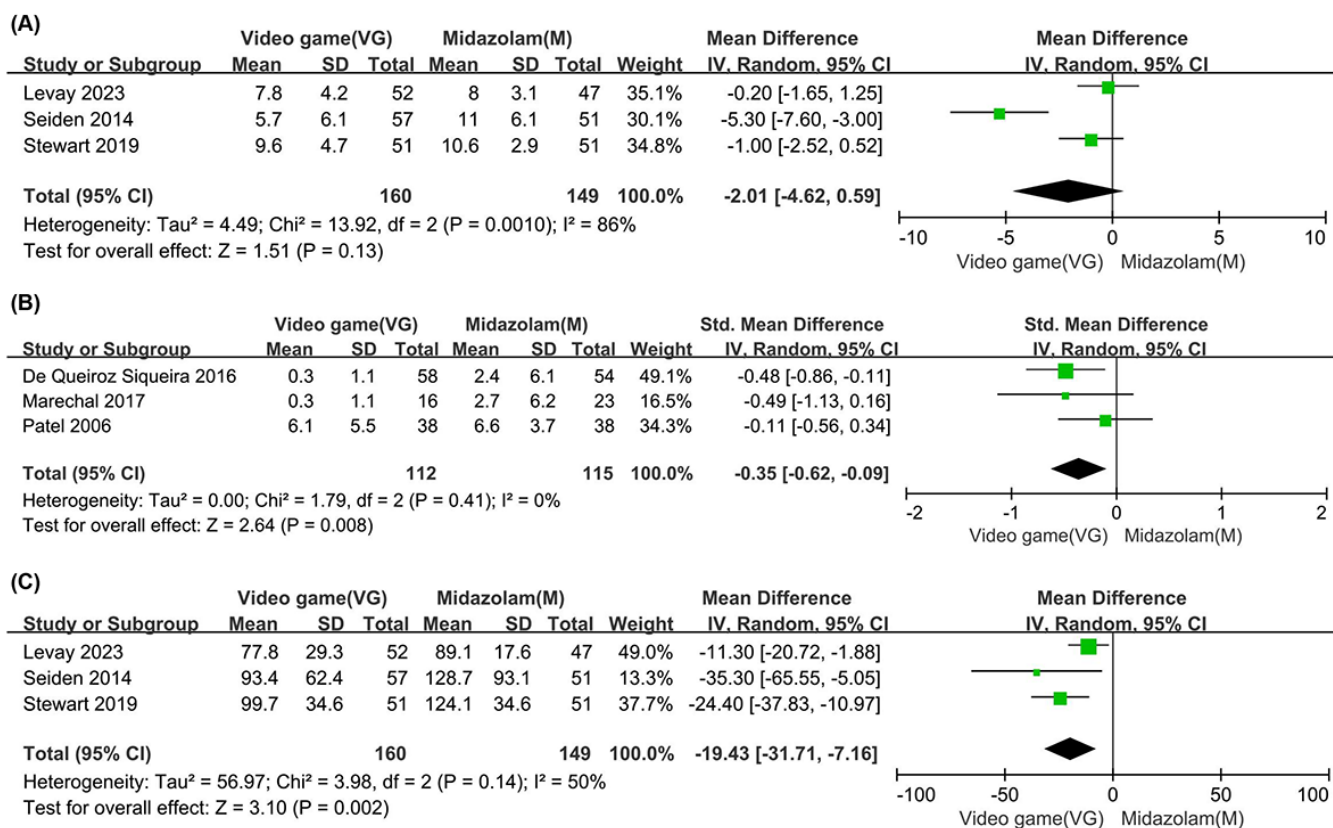 (A)
Video game(VG) Midazolam(M) Mean Difference Mean Difference
Study or Subgroup Mean SD Total Mean SD Total Weight IV, Random, 95% CI IV, Random, 95% CI
Levay 2023 7.8 4.2 52 8 3.1 47 35.1% -0.20 [-1.65, 1.25]
Seiden 2014 5.7 6.1 57 11 6.1 51 30.1% -5.30 [-7.60, -3.00]
Stewart 2019 9.6 4.7 51 10.6 2.9 51 34.8% -1.00 [-2.52, 0.52]
Total (95% CI) 160 149 100.0% -2.01 [-4.62, 0.59]
Heterogeneity: Tau² = 4.49; Chi² = 13.92, df = 2 (P = 0.0010); I² = 86%
Test for overall effect: Z = 1.51 (P = 0.13)
-10 -5 0 5 10
Video game(VG) Midazolam(M)
(B)
Video game(VG) Midazolam(M) Std. Mean Difference Std. Mean Difference
Study or Subgroup Mean SD Total Mean SD Total Weight IV, Random, 95% CI IV, Random, 95% CI
De Queiroz Siqueira 2016 0.3 1.1 58 2.4 6.1 54 49.1% -0.48 [-0.86, -0.11]
Marechal 2017 0.3 1.1 16 2.7 6.2 23 16.5% -0.49 [-1.13, 0.16]
Patel 2006 6.1 5.5 38 6.6 3.7 38 34.3% -0.11 [-0.56, 0.34]
Total (95% CI) 112 115 100.0% -0.35 [-0.62, -0.09]
Heterogeneity: Tau² = 0.00; Chi² = 1.79, df = 2 (P = 0.41); I² = 0%
Test for overall effect: Z = 2.64 (P = 0.008)
-2 -1 0 1 2
Video game(VG) Midazolam(M)
(C)
Video game(VG) Midazolam(M) Mean Difference Mean Difference
Study or Subgroup Mean SD Total Mean SD Total Weight IV, Random, 95% CI IV, Random, 95% CI
Levay 2023 77.8 29.3 52 89.1 17.6 47 49.0% -11.30 [-20.72, -1.88]
Seiden 2014 93.4 62.4 57 128.7 93.1 51 13.3% -35.30 [-65.55, -5.05]
Stewart 2019 99.7 34.6 51 124.1 34.6 51 37.7% -24.40 [-37.83, -10.97]
Total (95% CI) 160 149 100.0% -19.43 [-31.71, -7.16]
Heterogeneity: Tau² = 56.97; Chi² = 3.98, df = 2 (P = 0.14); I² = 50%
Test for overall effect: Z = 3.10 (P = 0.002)
-100 -50 0 50 100
Video game(VG) Midazolam(M)